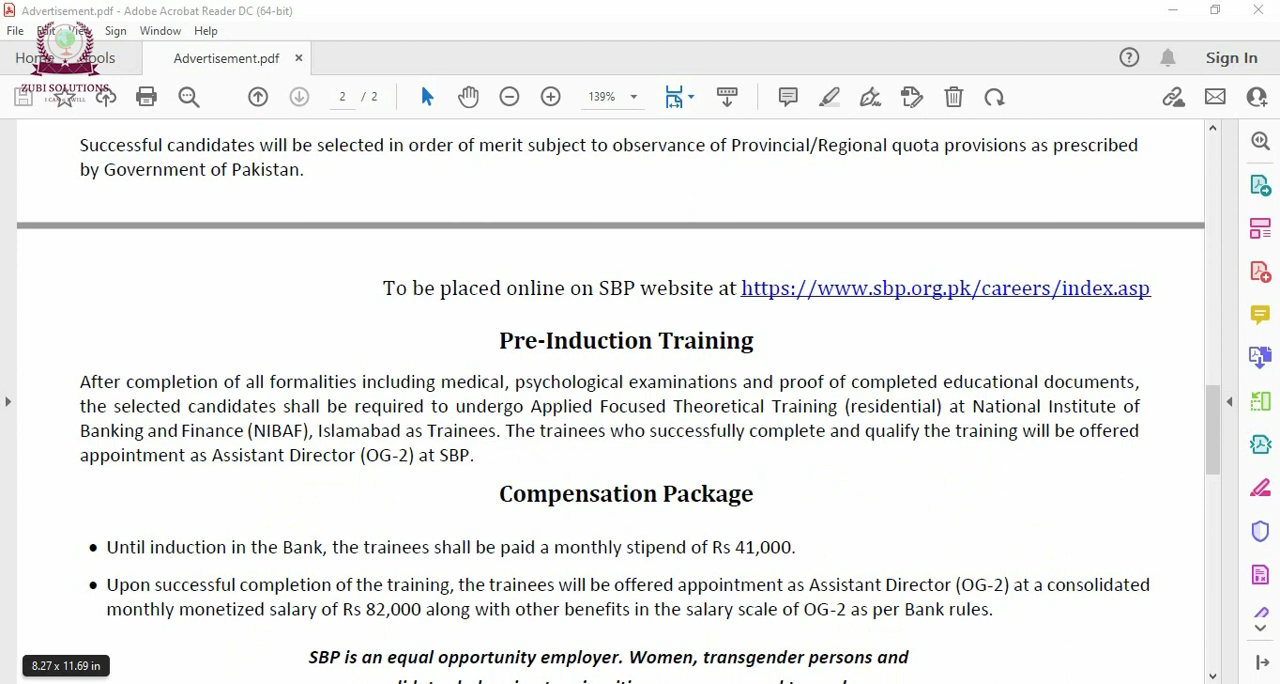 Advertisement.pdf - Adobe Acrobat Reader DC (64-bit)
File Edit View Sign Window Help
Home Tools Advertisement.pdf × Sign In
ZUBI SOLUTIONS
I CAN & WILL
2 / 2 139%
Successful candidates will be selected in order of merit subject to observance of Provincial/Regional quota provisions as prescribed
by Government of Pakistan.
To be placed online on SBP website at https://www.sbp.org.pk/careers/index.asp
Pre-Induction Training
After completion of all formalities including medical, psychological examinations and proof of completed educational documents,
the selected candidates shall be required to undergo Applied Focused Theoretical Training (residential) at National Institute of
Banking and Finance (NIBAF), Islamabad as Trainees. The trainees who successfully complete and qualify the training will be offered
appointment as Assistant Director (OG-2) at SBP.
Compensation Package
• Until induction in the Bank, the trainees shall be paid a monthly stipend of Rs 41,000.
• Upon successful completion of the training, the trainees will be offered appointment as Assistant Director (OG-2) at a consolidated
monthly monetized salary of Rs 82,000 along with other benefits in the salary scale of OG-2 as per Bank rules.
8.27 x 11.69 in
SBP is an equal opportunity employer. Women, transgender persons and